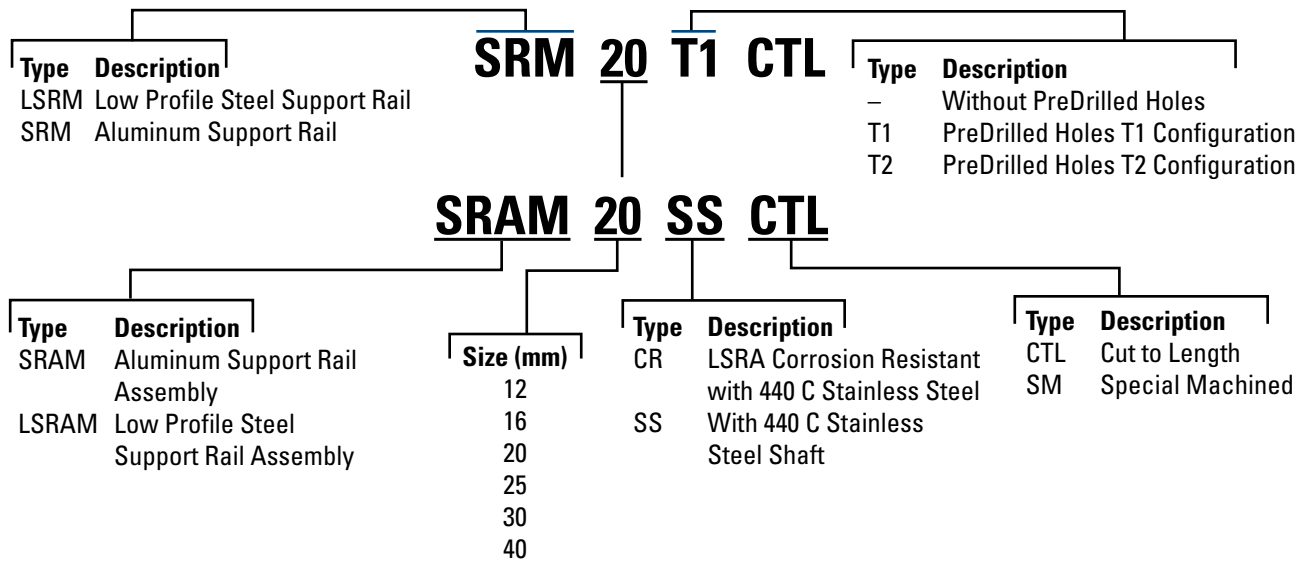 SRM 20 T1 CTL
Type Description
LSRM Low Profile Steel Support Rail
SRM Aluminum Support Rail
Type Description
– Without PreDrilled Holes
T1 PreDrilled Holes T1 Configuration
T2 PreDrilled Holes T2 Configuration
SRAM 20 SS CTL
Type Description
SRAM Aluminum Support Rail
Assembly
LSRAM Low Profile Steel
Support Rail Assembly
Size (mm)
12
16
20
25
30
40
Type Description
CR LSRA Corrosion Resistant
with 440 C Stainless Steel
SS With 440 C Stainless
Steel Shaft
Type Description
CTL Cut to Length
SM Special Machined